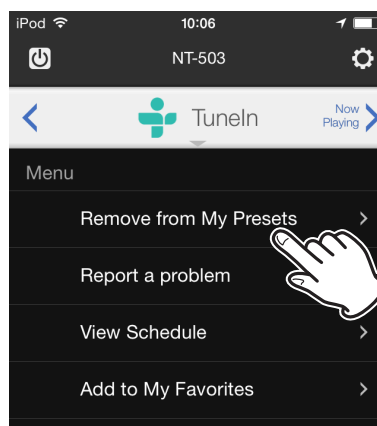 iPod 10:06
NT-503
TuneIn
Now
Playing
Menu
Remove from My Presets
Report a problem
View Schedule
Add to My Favorites